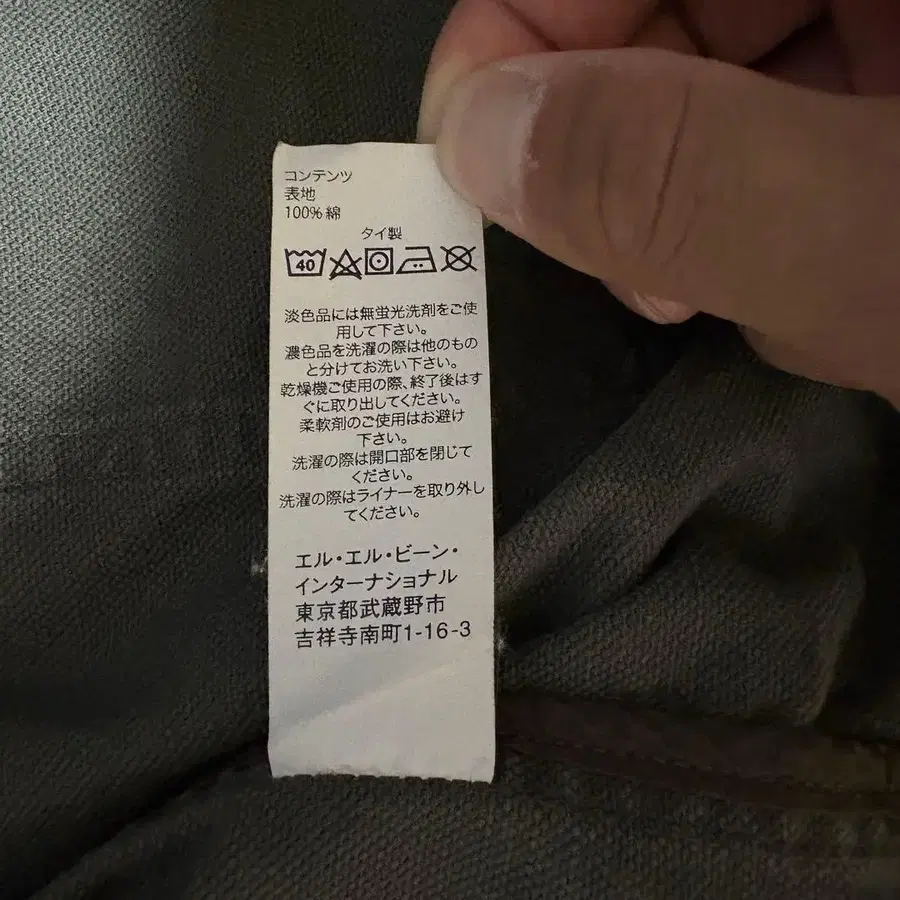 コンテンツ
表地
100% 綿
タイ製
40
淡色品には無蛍光洗剤をご使
用して下さい。
濃色品を洗濯の際は他のもの
と分けてお洗い下さい。
乾燥機ご使用の際、終了後はす
ぐに取り出してください。
柔軟剤のご使用はお避け
下さい。
洗濯の際は開口部を閉じて
ください。
洗濯の際はライナーを取り外し
てください。
エル・エル・ビーン・
インターナショナル
東京都武蔵野市
吉祥寺南町1-16-3